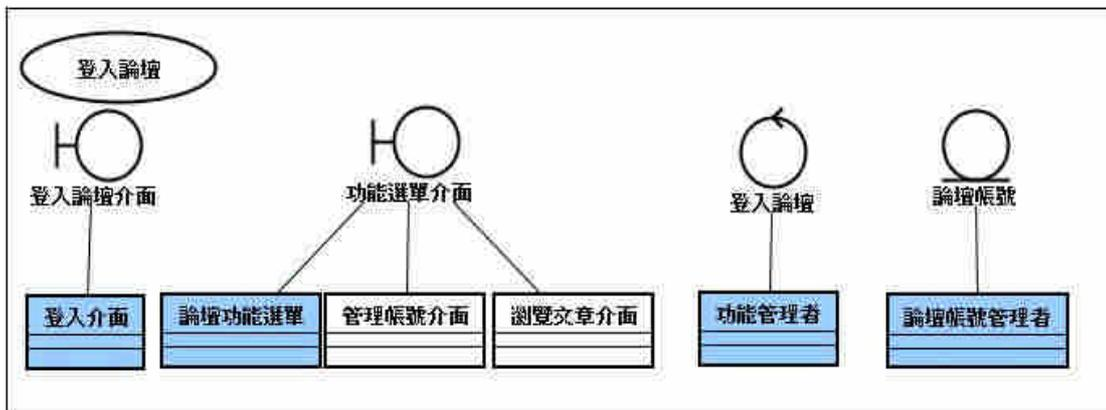 登入論壇
登入論壇介面
功能選單介面
登入論壇
論壇帳號
登入介面
論壇功能選單
管理帳號介面
瀏覽文章介面
功能管理者
論壇帳號管理者